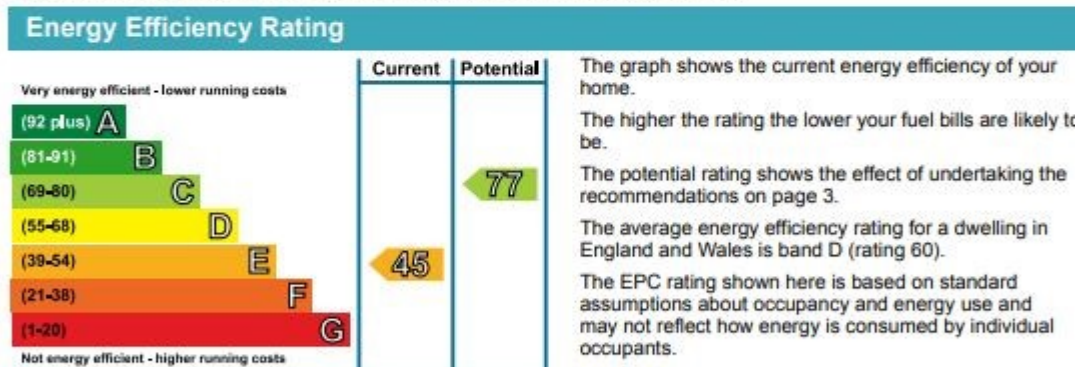 Energy Efficiency Rating
Current Potential
Very energy efficient - lower running costs
(92 plus) A
(81-91) B
(69-80) C
77
(55-68) D
(39-54) E
45
(21-38) F
(1-20) G
Not energy efficient - higher running costs
The graph shows the current energy efficiency of your
home.
The higher the rating the lower your fuel bills are likely to
be.
The potential rating shows the effect of undertaking the
recommendations on page 3.
The average energy efficiency rating for a dwelling in
England and Wales is band D (rating 60).
The EPC rating shown here is based on standard
assumptions about occupancy and energy use and
may not reflect how energy is consumed by individual
occupants.